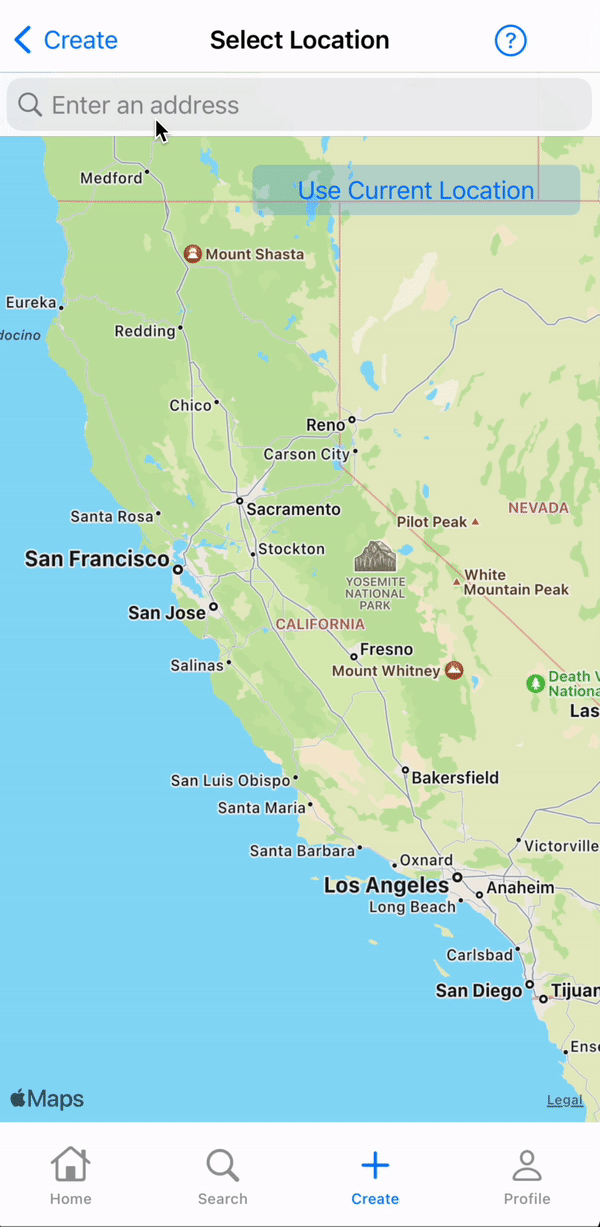 Create
Select Location
?
Enter an address
Medford
Use Current Location
Mount Shasta
Eureka
docino
Redding
Chico
Reno
Carson City
Sacramento
Santa Rosa
NEVADA
Pilot Peak
Stockton
San Francisco
White
Mountain Peak
YOSEMITE
NATIONAL
PARK
San Jose
CALIFORNIA
Fresno
Salinas
Mount Whitney
Death V
Nationa
Las
Bakersfield
San Luis Obispo
Santa Maria
Victorville
Santa Barbara
Oxnard
Los Angeles
Anaheim
Long Beach
Carlsbad
San Diego
Tijuan
Ense
Maps
Legal
Home
Search
Create
Profile